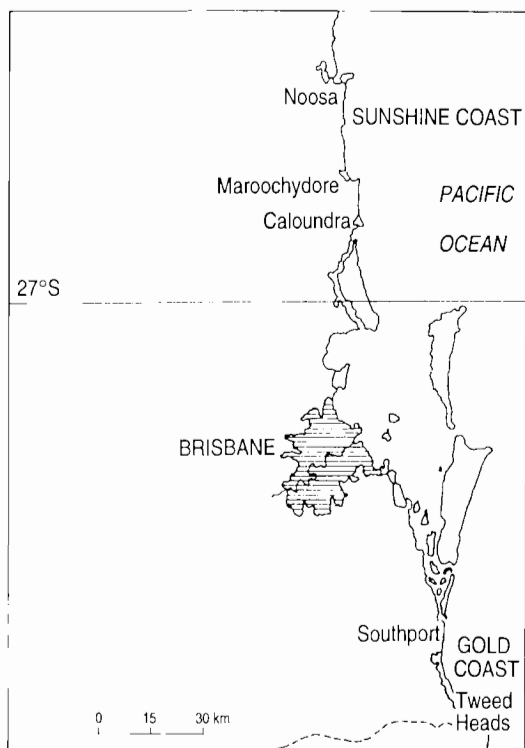 Noosa
SUNSHINE COAST
Maroochydore
PACIFIC
Caloundra
OCEAN
27°S
BRISBANE
Southport
GOLD
COAST
Tweed
Heads
0 15 30 km